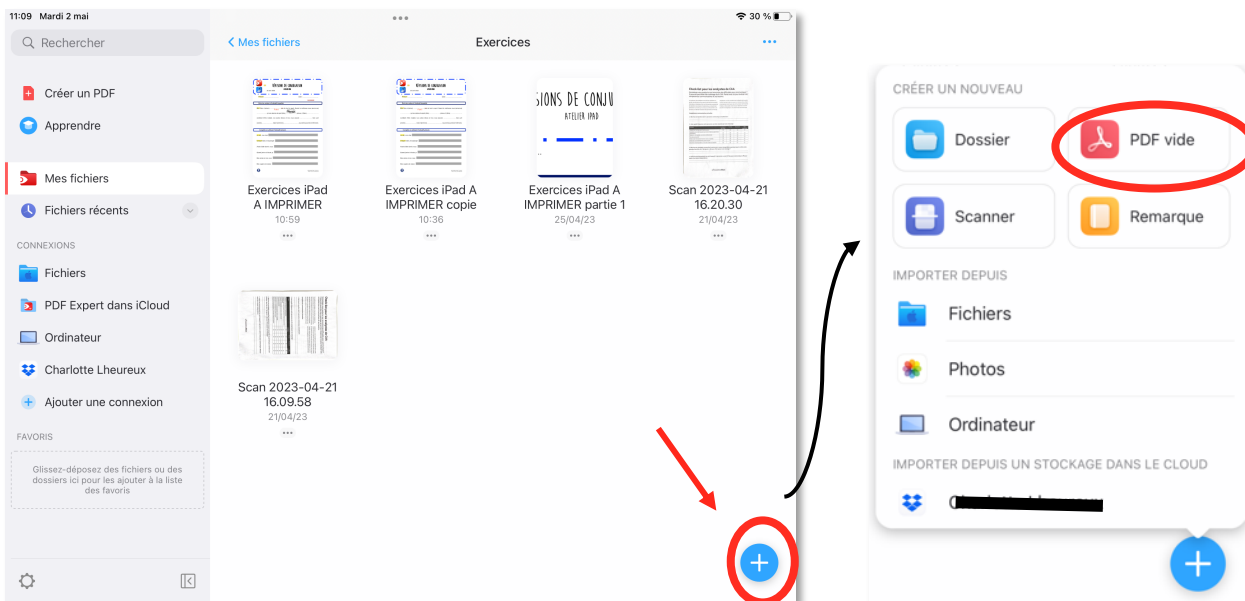 11:09 Mardi 2 mai
30 %
Rechercher
Créer un PDF
Apprendre
Mes fichiers
Fichiers récents
CONNEXIONS
Fichiers
PDF Expert dans iCloud
Ordinateur
Charlotte Lheureux
Ajouter une connexion
FAVORIS
Glissez-déposez des fichiers ou des
dossiers ici pour les ajouter à la liste
des favoris
Mes fichiers
Exercices
SIONS DE CONJU
ATELIER IPAD
Exercices iPad
A IMPRIMER
10:59
Exercices iPad A
IMPRIMER copie
10:36
Exercices iPad A
IMPRIMER partie 1
25/04/23
Scan 2023-04-21
16.20.30
21/04/23
Scan 2023-04-21
16.09.58
21/04/23
CRÉER UN NOUVEAU
Dossier
PDF vide
Scanner
Remarque
IMPORTER DEPUIS
Fichiers
Photos
Ordinateur
IMPORTER DEPUIS UN STOCKAGE DANS LE CLOUD